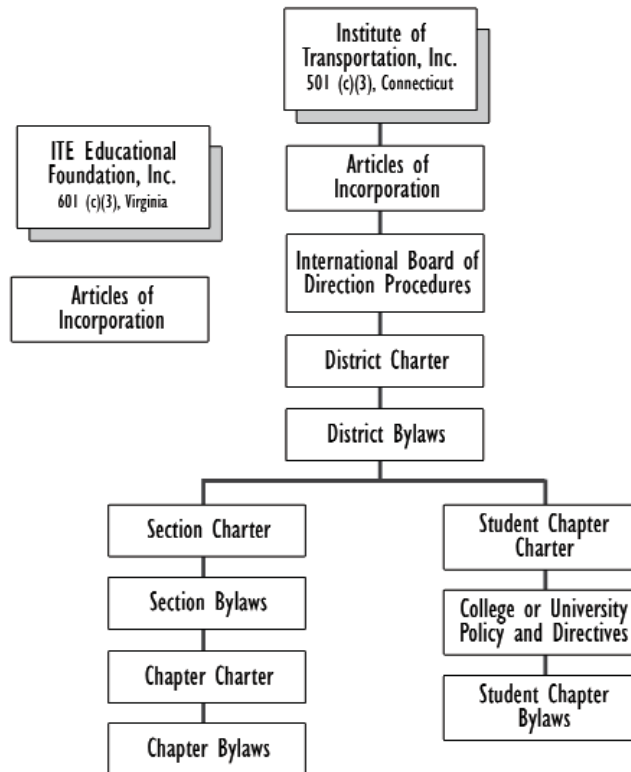 Institute of
Transportation, Inc.
501 (c)(3), Connecticut
ITE Educational
Foundation, Inc.
601 (c)(3), Virginia
Articles of
Incorporation
Articles of
Incorporation
International Board of
Direction Procedures
District Charter
District Bylaws
Section Charter
Section Bylaws
Chapter Charter
Chapter Bylaws
Student Chapter
Charter
College or University
Policy and Directives
Student Chapter
Bylaws